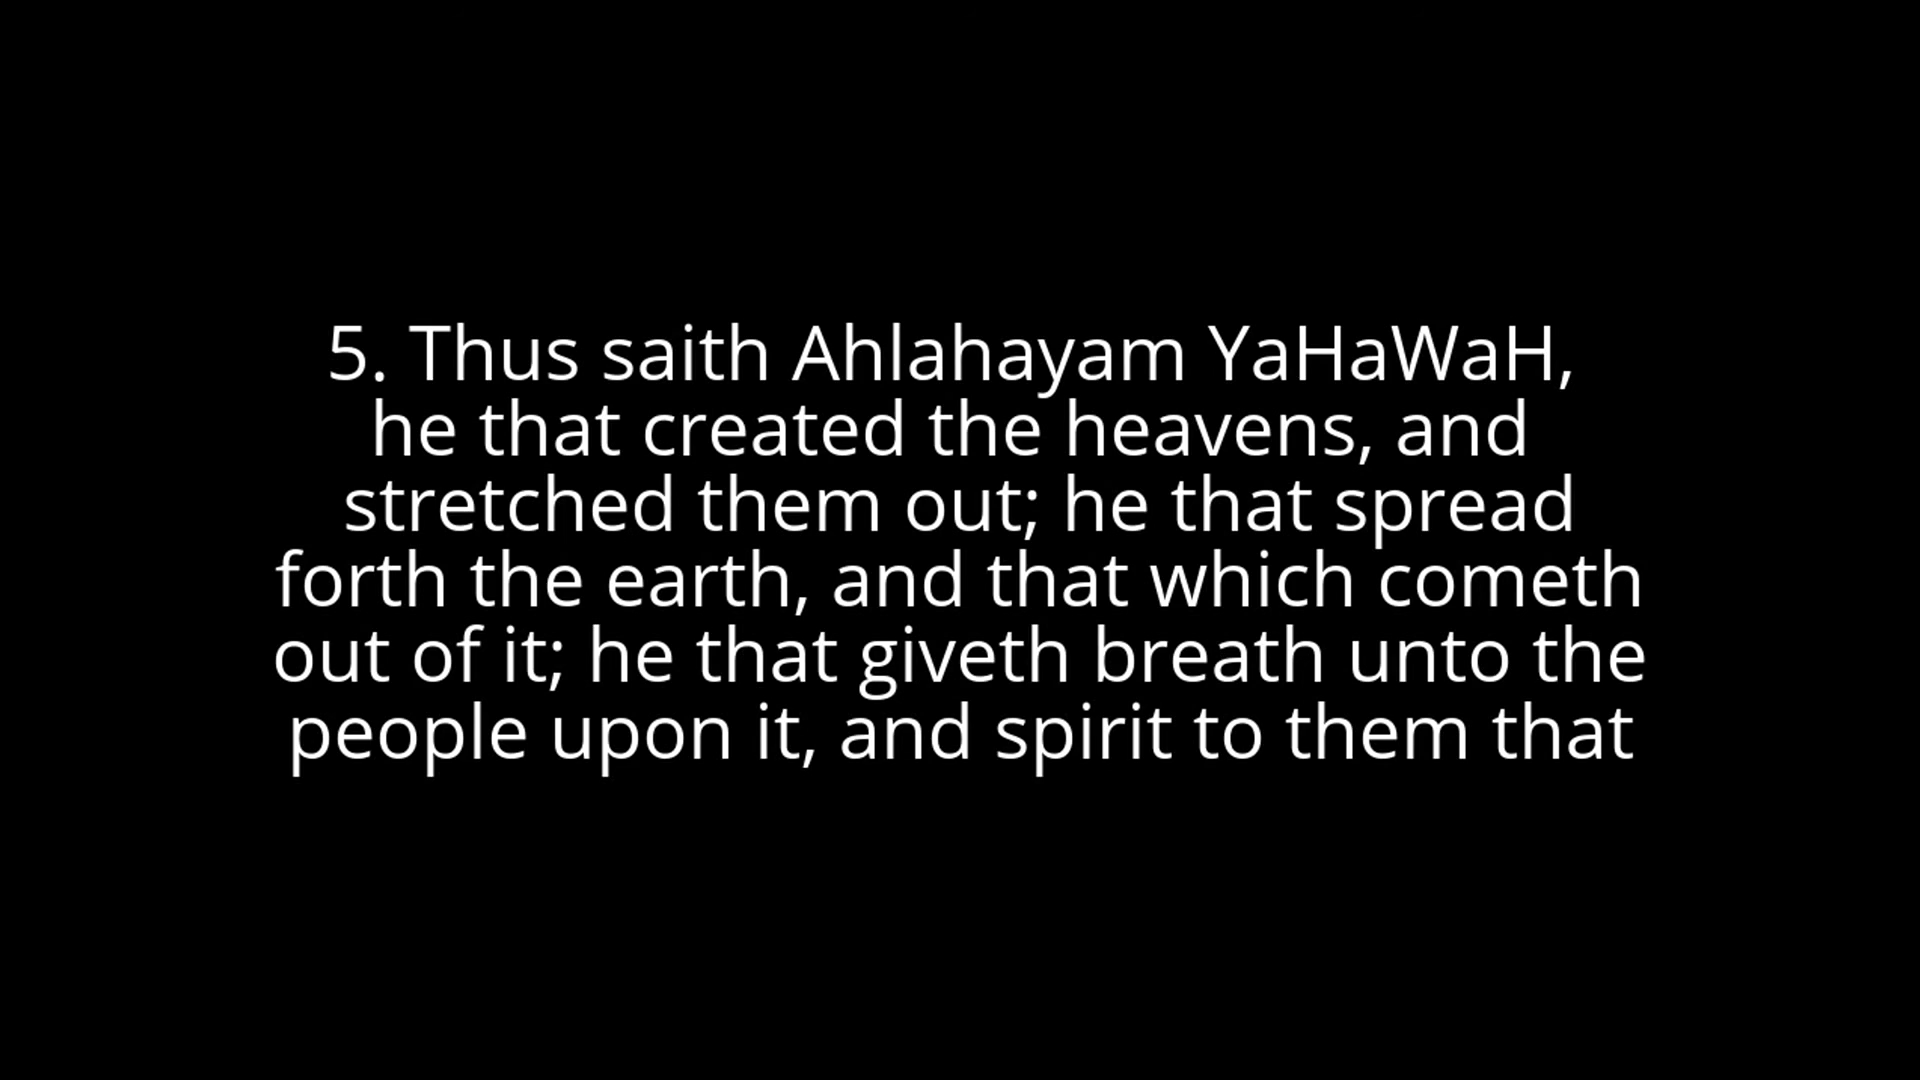 5. Thus saith Ahlahayam YaHaWaH,
he that created the heavens, and
stretched them out; he that spread
forth the earth, and that which cometh
out of it; he that giveth breath unto the
people upon it, and spirit to them that